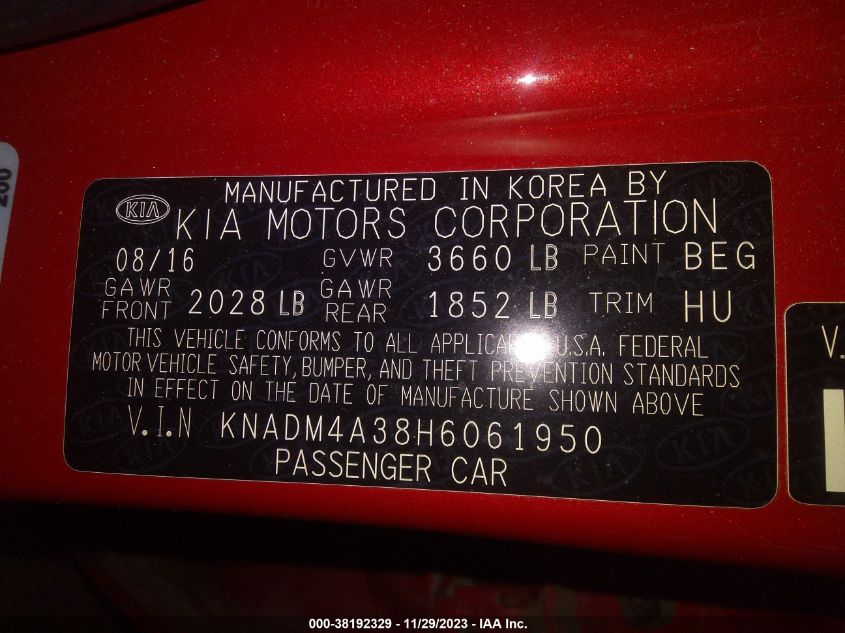 MANUFACTURED IN KOREA BY
KIA KIA MOTORS CORPORATION
08/16 GVWR 3660 LB PAINT BEG
GAWR FRONT 2028 LB GAWR REAR 1852 LB TRIM HU
THIS VEHICLE CONFORMS TO ALL U.S.A. FEDERAL
MOTOR VEHICLE SAFETY, BUMPER, AND THEFT PREVENTION STANDARDS
IN EFFECT ON THE DATE OF MANUFACTURE SHOWN ABOVE
V.I.N KNADM4A38H6061950
PASSENGER CAR
V.
200
000-38192329 - 11/29/2023 - IAA Inc.